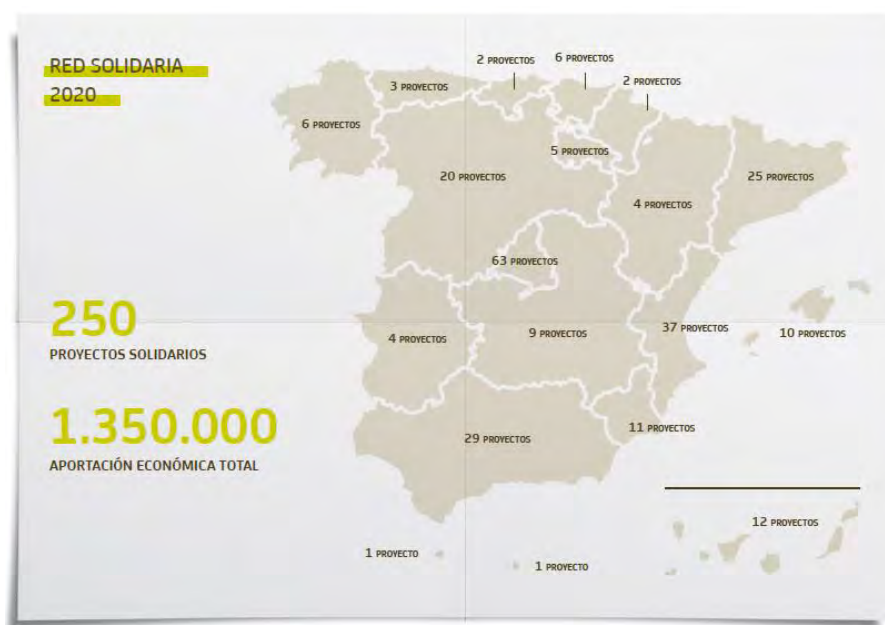 RED SOLIDARIA
2020
2 PROYECTOS
6 PROYECTOS
2 PROYECTOS
3 PROYECTOS
6 PROYECTOS
5 PROYECTOS
20 PROYECTOS
25 PROYECTOS
4 PROYECTOS
63 PROYECTOS
250
PROYECTOS SOLIDARIOS
4 PROYECTOS
9 PROYECTOS
37 PROYECTOS
10 PROYECTOS
1.350.000
APORTACIÓN ECONÓMICA TOTAL
29 PROYECTOS
11 PROYECTOS
12 PROYECTOS
1 PROYECTO
1 PROYECTO